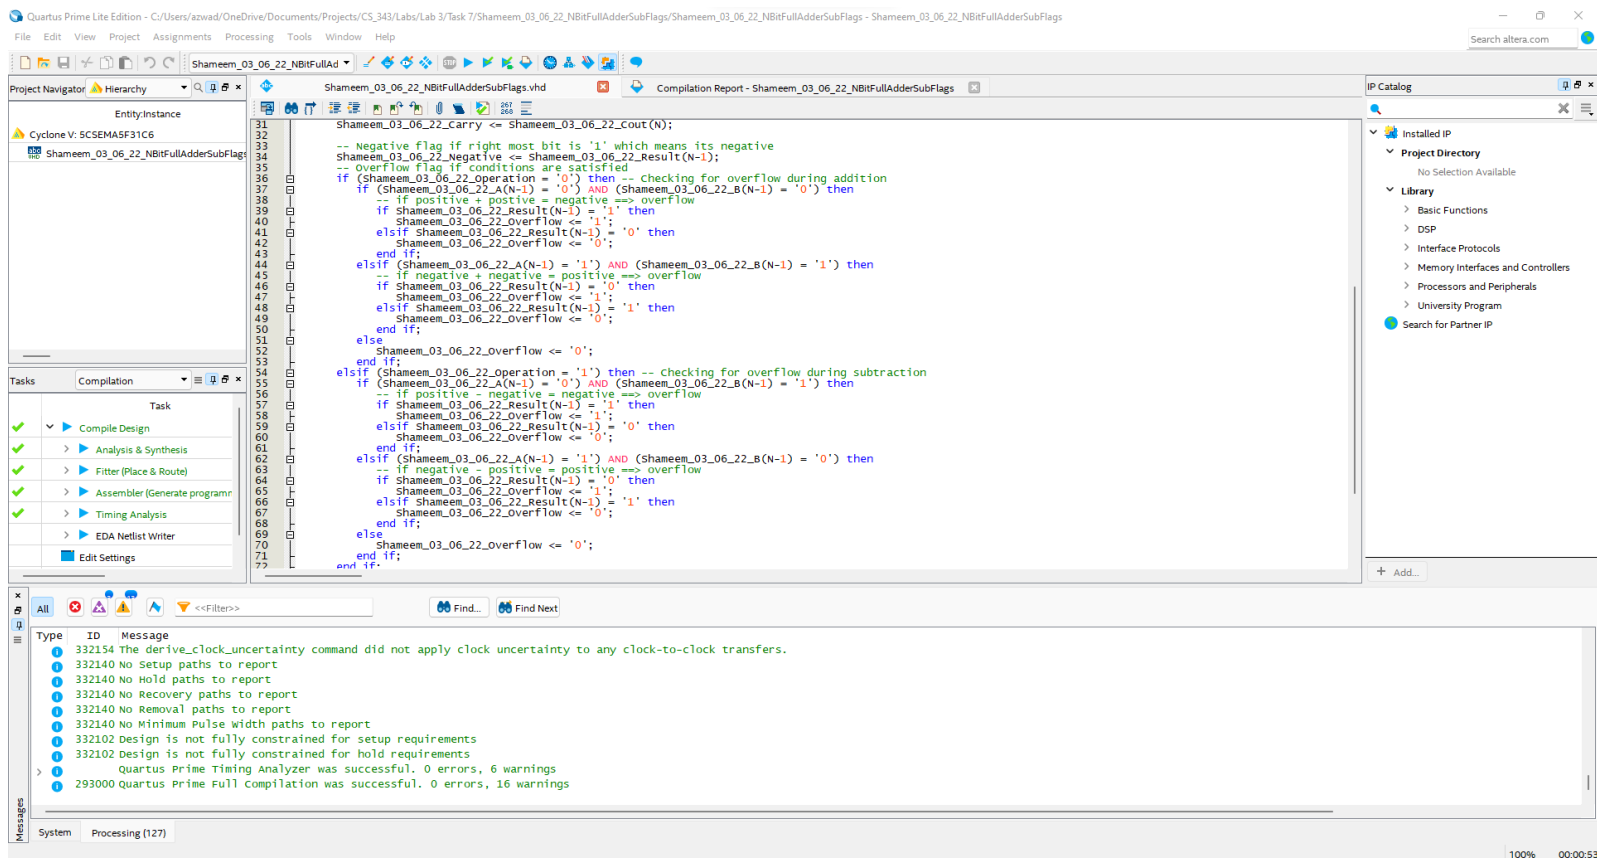 Quartus Prime Lite Edition - C:/Users/azwad/OneDrive/Documents/Projects/CS_343/Labs/Lab 3/Task 7/Shameem_03_06_22_NBitFullAdderSubFlags/Shameem_03_06_22_NBitFullAdderSubFlags - Shameem_03_06_22_NBitFullAdderSubFlags
File Edit View Project Assignments Processing Tools Window Help
Search altera.com
Shameem_03_06_22_NBitFullAd
Project Navigator Hierarchy
Entity:Instance
Cyclone V: 5CSEMA5F31C6
Shameem_03_06_22_NBitFullAdderSubFlags
Tasks Compilation
Task
Compile Design
Analysis & Synthesis
Fitter (Place & Route)
Assembler (Generate programm
Timing Analysis
EDA Netlist Writer
Edit Settings
Shameem_03_06_22_NBitFullAdderSubFlags.vhd
Compilation Report - Shameem_03_06_22_NBitFullAdderSubFlags
267
268
31 Shameem_03_06_22_Carry <= Shameem_03_06_22_Cout(N);
32
33 -- Negative flag if right most bit is '1' which means its negative
34 Shameem_03_06_22_Negative <= Shameem_03_06_22_Result(N-1);
35 -- Overflow flag if conditions are satisfied
36 if (Shameem_03_06_22_Operation = '0') then -- Checking for overflow during addition
37 if (Shameem_03_06_22_A(N-1) = '0') AND (Shameem_03_06_22_B(N-1) = '0') then
38 -- if positive + postive = negative ==> overflow
39 if Shameem_03_06_22_Result(N-1) = '1' then
40 Shameem_03_06_22_Overflow <= '1';
41 elsif Shameem_03_06_22_Result(N-1) = '0' then
42 Shameem_03_06_22_Overflow <= '0';
43 end if;
44 elsif (Shameem_03_06_22_A(N-1) = '1') AND (Shameem_03_06_22_B(N-1) = '1') then
45 -- if negative + negative = positive ==> overflow
46 if Shameem_03_06_22_Result(N-1) = '0' then
47 Shameem_03_06_22_Overflow <= '1';
48 elsif Shameem_03_06_22_Result(N-1) = '1' then
49 Shameem_03_06_22_Overflow <= '0';
50 end if;
51 else
52 Shameem_03_06_22_Overflow <= '0';
53 end if;
54 elsif (Shameem_03_06_22_Operation = '1') then -- Checking for overflow during subtraction
55 if (Shameem_03_06_22_A(N-1) = '0') AND (Shameem_03_06_22_B(N-1) = '1') then
56 -- if positive - negative = negative ==> overflow
57 if Shameem_03_06_22_Result(N-1) = '1' then
58 Shameem_03_06_22_Overflow <= '1';
59 elsif Shameem_03_06_22_Result(N-1) = '0' then
60 Shameem_03_06_22_Overflow <= '0';
61 end if;
62 elsif (Shameem_03_06_22_A(N-1) = '1') AND (Shameem_03_06_22_B(N-1) = '0') then
63 -- if negative - positive = positive ==> overflow
64 if Shameem_03_06_22_Result(N-1) = '0' then
65 Shameem_03_06_22_Overflow <= '1';
66 elsif Shameem_03_06_22_Result(N-1) = '1' then
67 Shameem_03_06_22_Overflow <= '0';
68 end if;
69 else
70 Shameem_03_06_22_Overflow <= '0';
71 end if;
72 end if;
IP Catalog
Installed IP
Project Directory
No Selection Available
Library
Basic Functions
DSP
Interface Protocols
Memory Interfaces and Controllers
Processors and Peripherals
University Program
Search for Partner IP
+ Add...
All <<Filter>> Find... Find Next
Type ID Message
332154 The derive_clock_uncertainty command did not apply clock uncertainty to any clock-to-clock transfers.
332140 No Setup paths to report
332140 No Hold paths to report
332140 No Recovery paths to report
332140 No Removal paths to report
332140 No Minimum Pulse Width paths to report
332102 Design is not fully constrained for setup requirements
332102 Design is not fully constrained for hold requirements
Quartus Prime Timing Analyzer was successful. 0 errors, 6 warnings
293000 Quartus Prime Full Compilation was successful. 0 errors, 16 warnings
Messages
System Processing (127)
100% 00:00:53